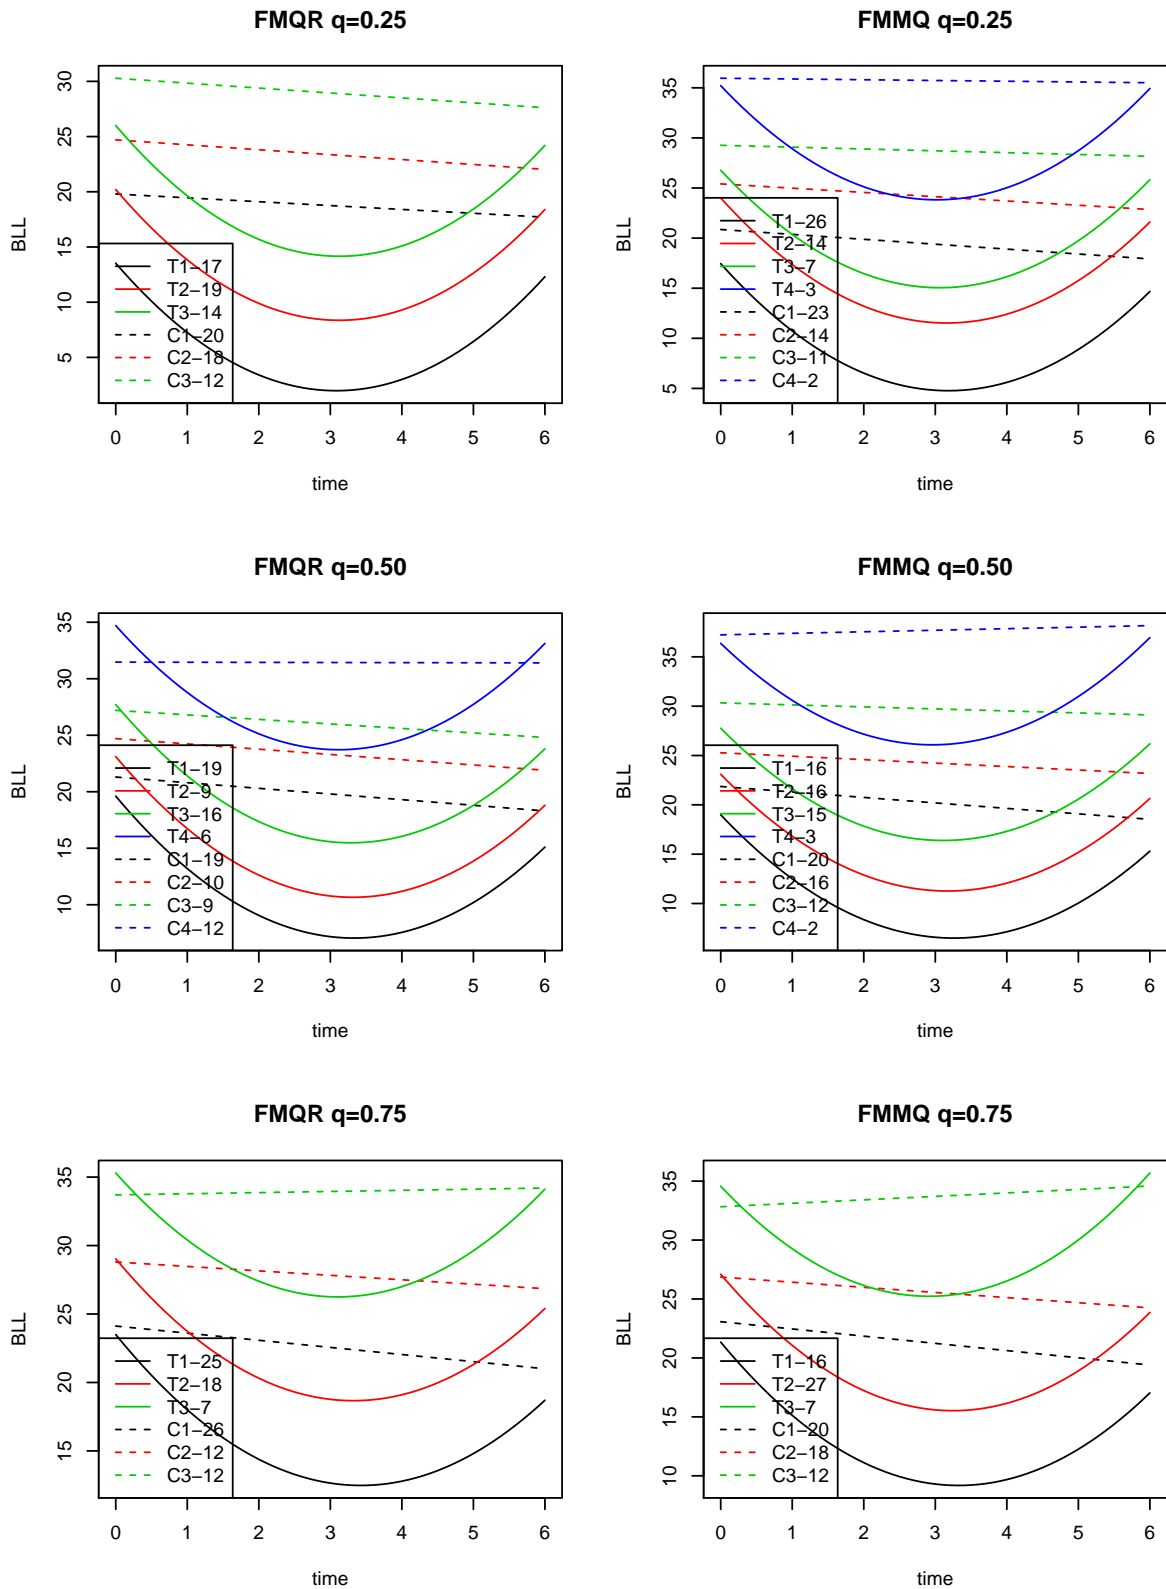 FMQR q=0.25
BLL
30
25
20
15
10
5
T1−17
T2−19
T3−14
C1−20
C2−18
C3−12
0 1 2 3 4 5 6
time
FMMQ q=0.25
BLL
35
30
25
20
15
10
5
T1−26
T2−14
T3−7
T4−3
C1−23
C2−14
C3−11
C4−2
0 1 2 3 4 5 6
time
FMQR q=0.50
BLL
35
30
25
20
15
10
T1−19
T2−9
T3−16
T4−6
C1−19
C2−10
C3−9
C4−12
0 1 2 3 4 5 6
time
FMMQ q=0.50
BLL
35
30
25
20
15
10
T1−16
T2−16
T3−15
T4−3
C1−20
C2−16
C3−12
C4−2
0 1 2 3 4 5 6
time
FMQR q=0.75
BLL
35
30
25
20
15
T1−25
T2−18
T3−7
C1−26
C2−12
C3−12
0 1 2 3 4 5 6
time
FMMQ q=0.75
BLL
35
30
25
20
15
10
T1−16
T2−27
T3−7
C1−20
C2−18
C3−12
0 1 2 3 4 5 6
time